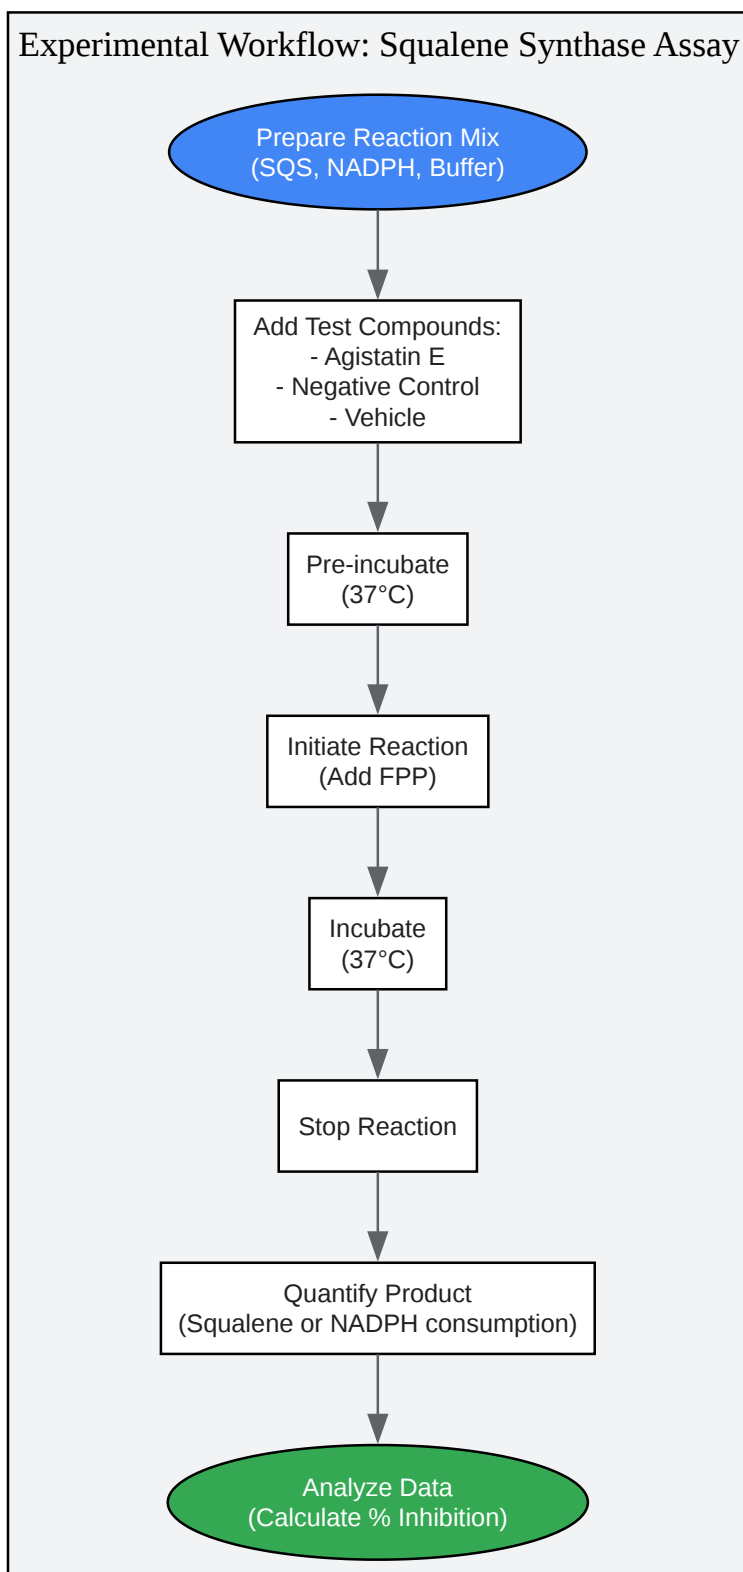 Experimental Workflow: Squalene Synthase Assay
Prepare Reaction Mix
(SQS, NADPH, Buffer)
Add Test Compounds:
- Agistatin E
- Negative Control
- Vehicle
Pre-incubate
(37°C)
Initiate Reaction
(Add FPP)
Incubate
(37°C)
Stop Reaction
Quantify Product
(Squalene or NADPH consumption)
Analyze Data
(Calculate % Inhibition)